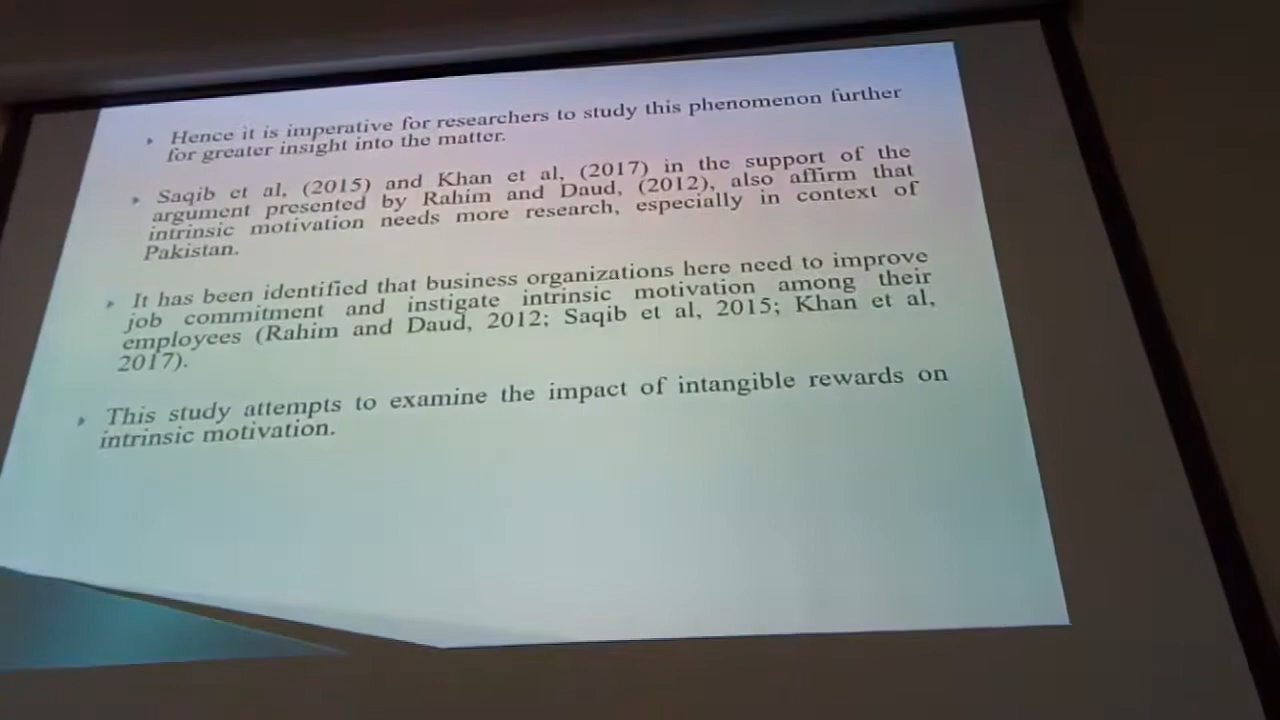 Hence it is imperative for researchers to study this phenomenon further
for greater insight into the matter.
Saqib et al, (2015) and Khan et al, (2017) in the support of the
argument presented by Rahim and Daud, (2012), also affirm that
intrinsic motivation needs more research, especially in context of
Pakistan.
It has been identified that business organizations here need to improve
job commitment and instigate intrinsic motivation among their
employees (Rahim and Daud, 2012; Saqib et al, 2015; Khan et al,
2017).
This study attempts to examine the impact of intangible rewards on
intrinsic motivation.